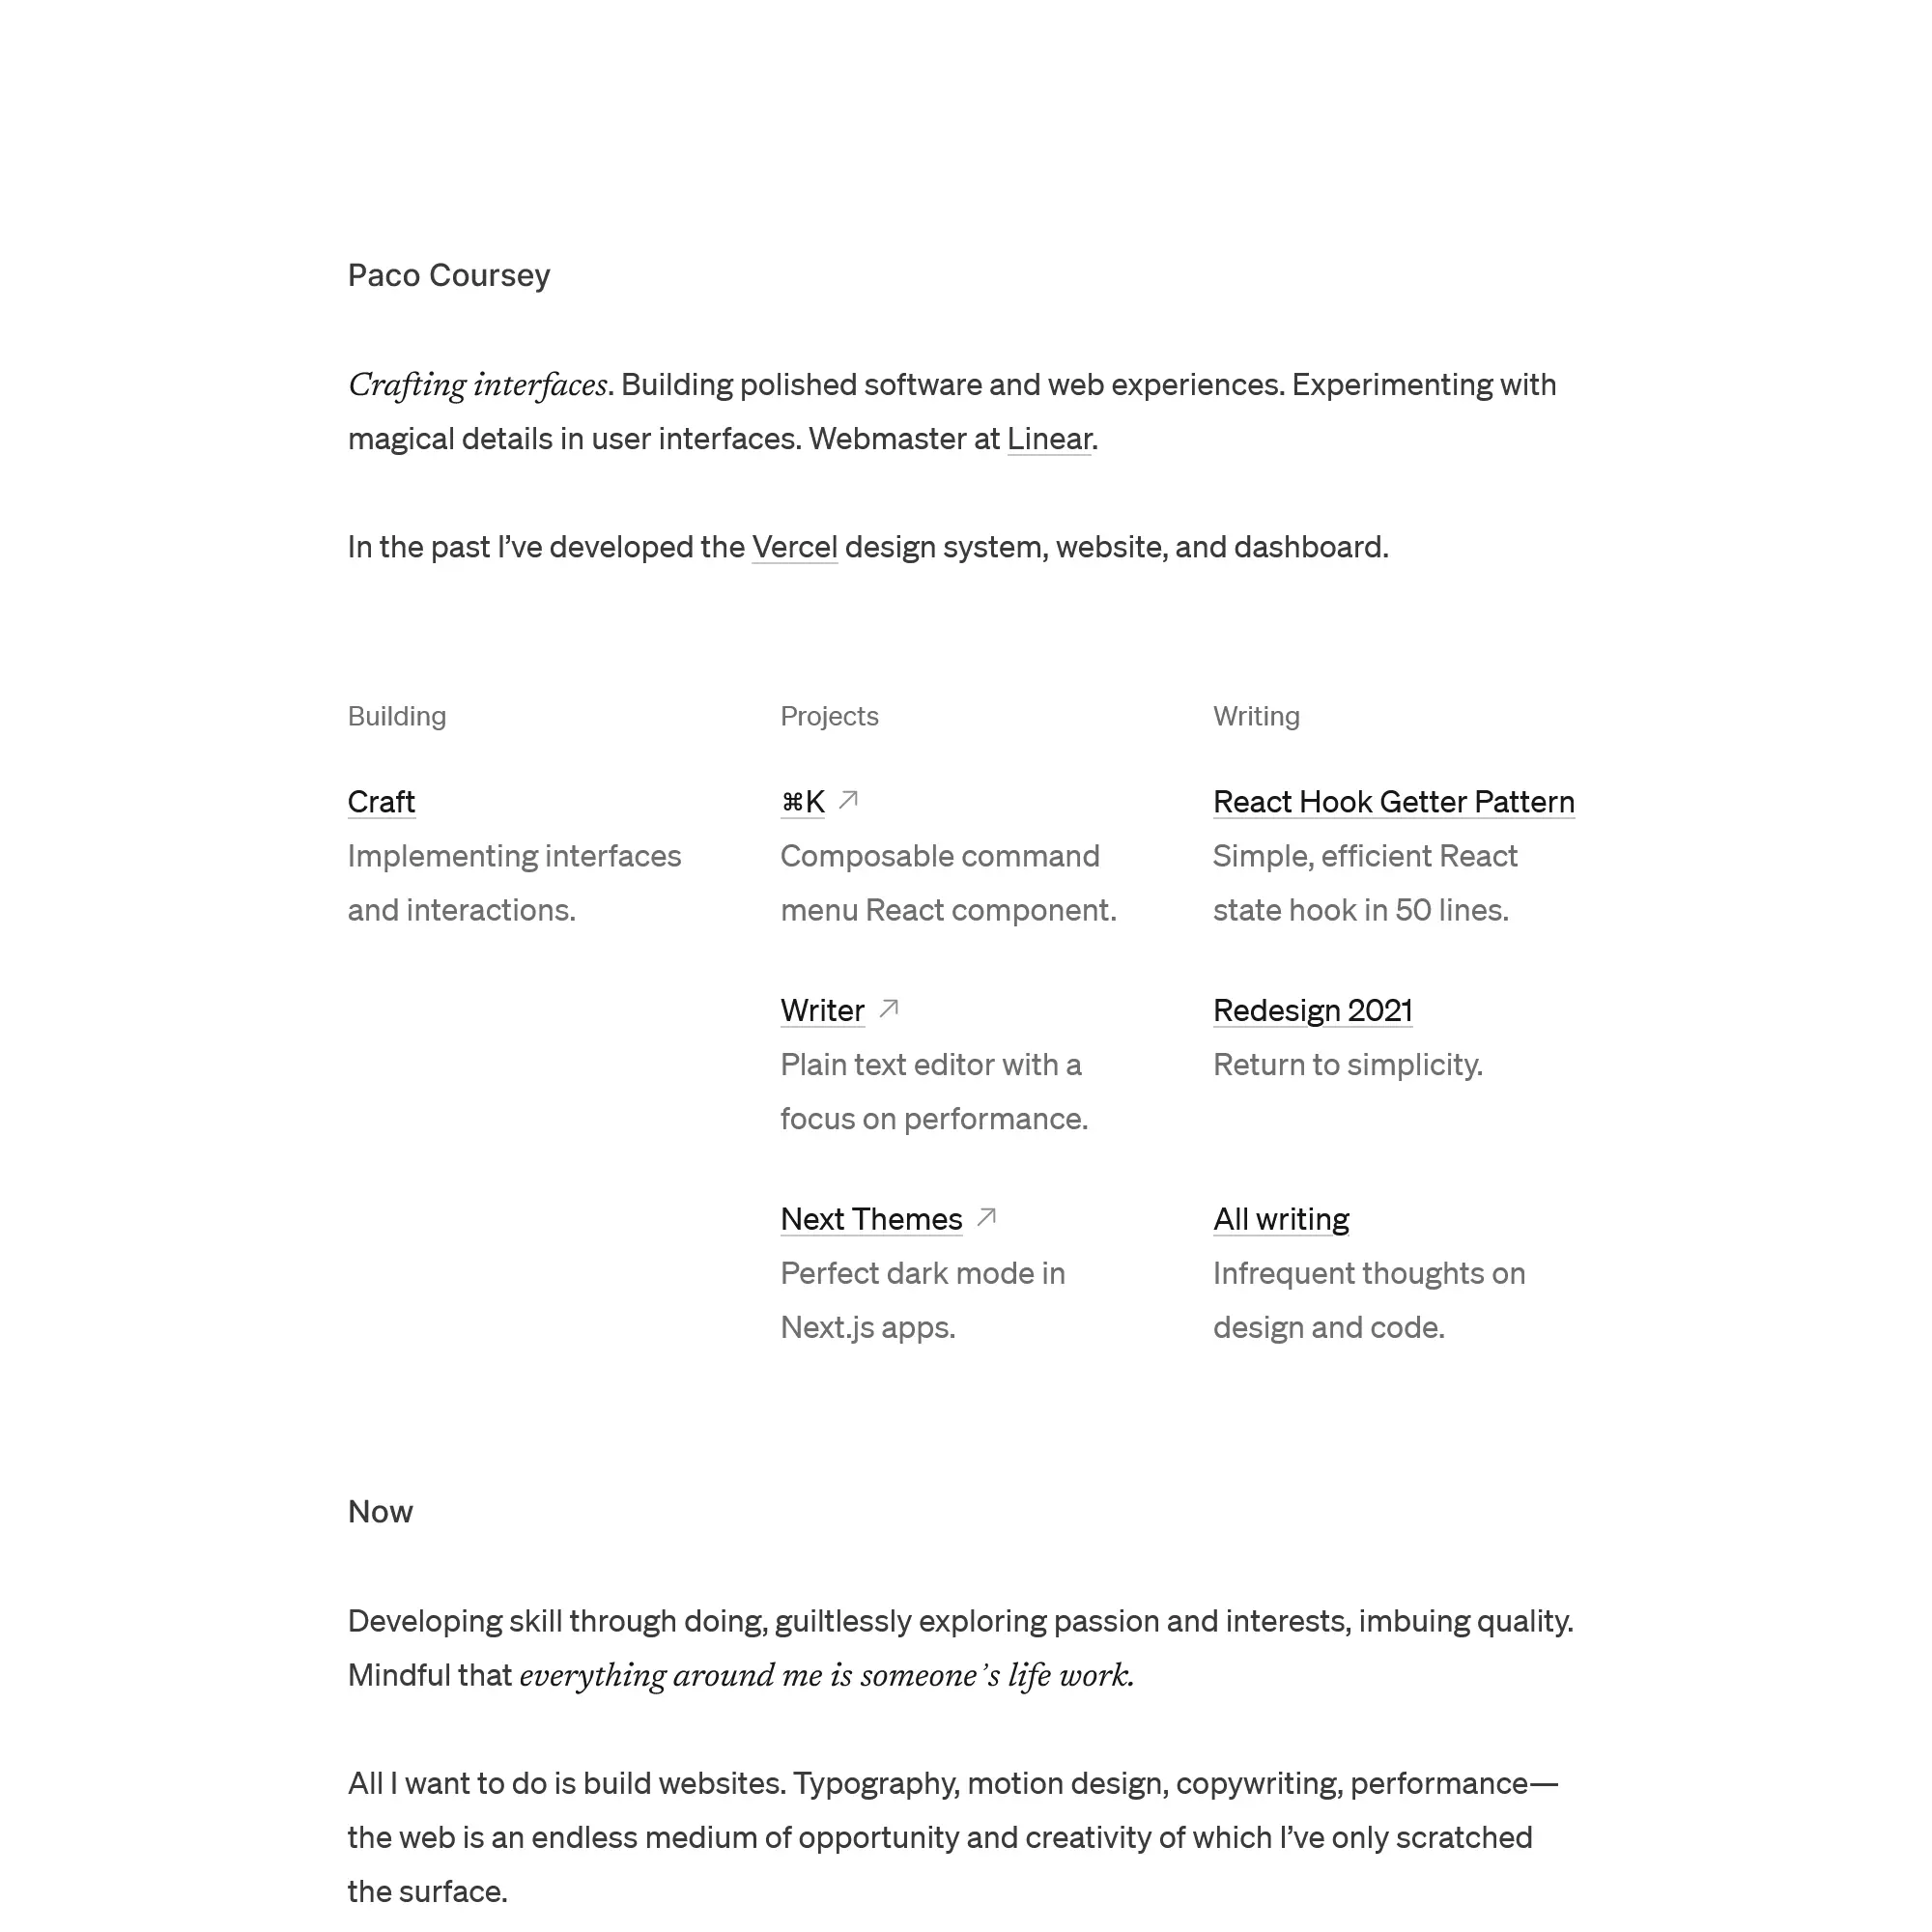 Paco Coursey
Crafting interfaces. Building polished software and web experiences. Experimenting with
magical details in user interfaces. Webmaster at Linear.
In the past I’ve developed the Vercel design system, website, and dashboard.
Building
Craft
Implementing interfaces
and interactions.
Projects
⌘K ↗
Composable command
menu React component.
Writer ↗
Plain text editor with a
focus on performance.
Next Themes ↗
Perfect dark mode in
Next.js apps.
Writing
React Hook Getter Pattern
Simple, efficient React
state hook in 50 lines.
Redesign 2021
Return to simplicity.
All writing
Infrequent thoughts on
design and code.
Now
Developing skill through doing, guiltlessly exploring passion and interests, imbuing quality.
Mindful that everything around me is someone’s life work.
All I want to do is build websites. Typography, motion design, copywriting, performance—
the web is an endless medium of opportunity and creativity of which I’ve only scratched
the surface.